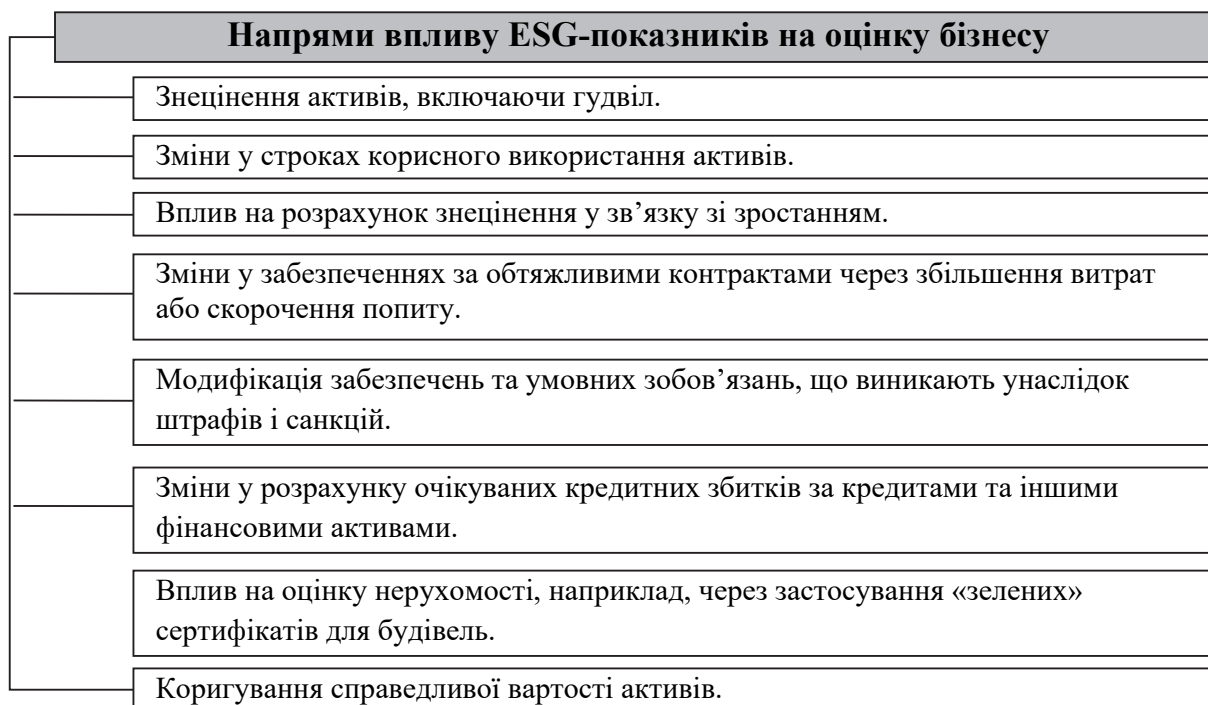 Напрями впливу ESG-показників на оцінку бізнесу
Знецінення активів, включаючи гудвіл.
Зміни у строках корисного використання активів.
Вплив на розрахунок знецінення у зв’язку зі зростанням.
Зміни у забезпеченнях за обтяжливими контрактами через збільшення витрат
або скорочення попиту.
Модифікація забезпечень та умовних зобов’язань, що виникають унаслідок
штрафів і санкцій.
Зміни у розрахунку очікуваних кредитних збитків за кредитами та іншими
фінансовими активами.
Вплив на оцінку нерухомості, наприклад, через застосування «зелених»
сертифікатів для будівель.
Коригування справедливої вартості активів.